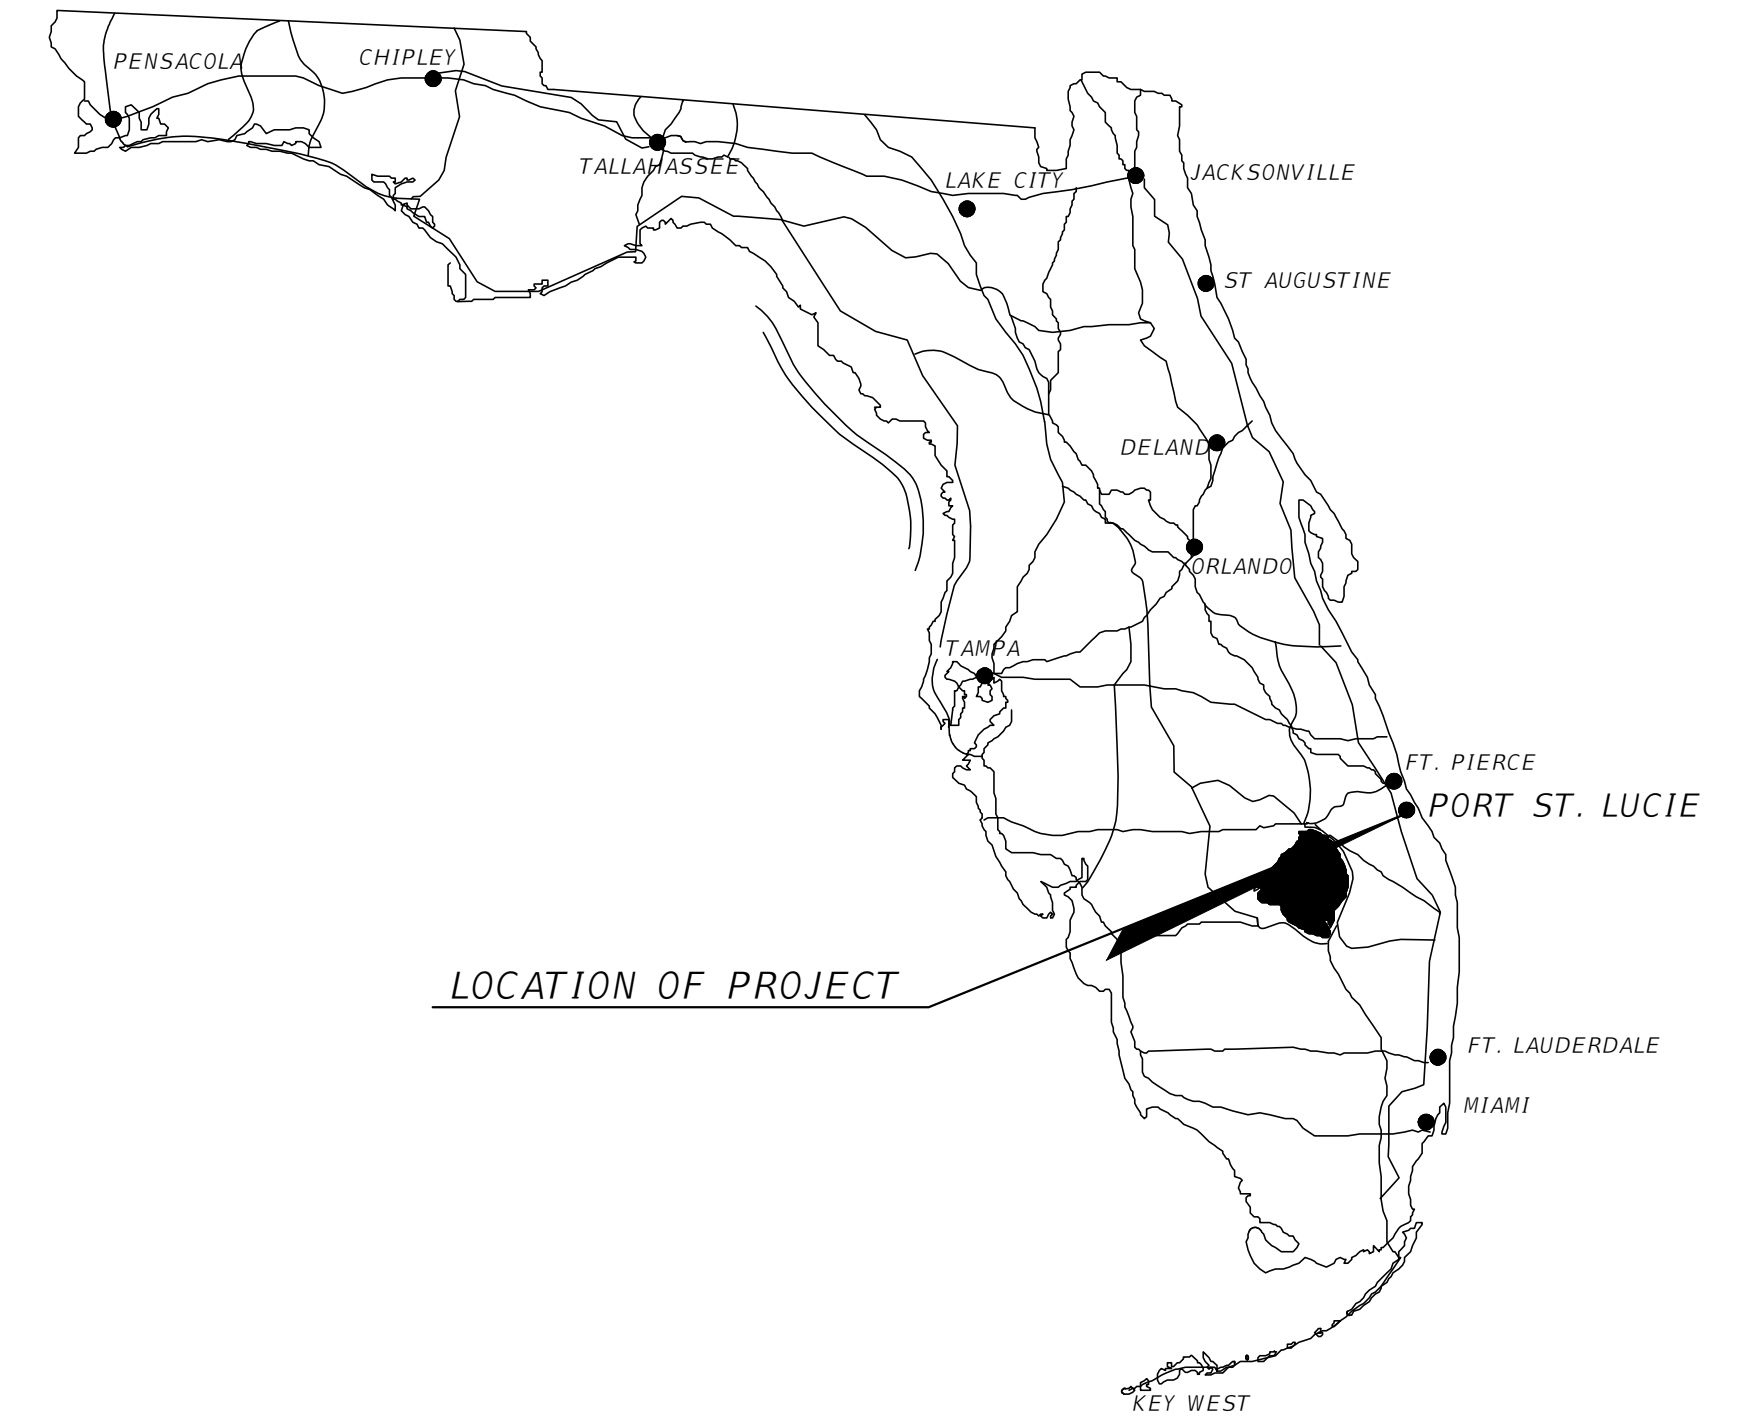 PENSACOLA
CHIPLEY
TALLAHASSEE
LAKE CITY
JACKSONVILLE
ST AUGUSTINE
DELAND
ORLANDO
TAMPA
FT. PIERCE
PORT ST. LUCIE
LOCATION OF PROJECT
FT. LAUDERDALE
MIAMI
KEY WEST